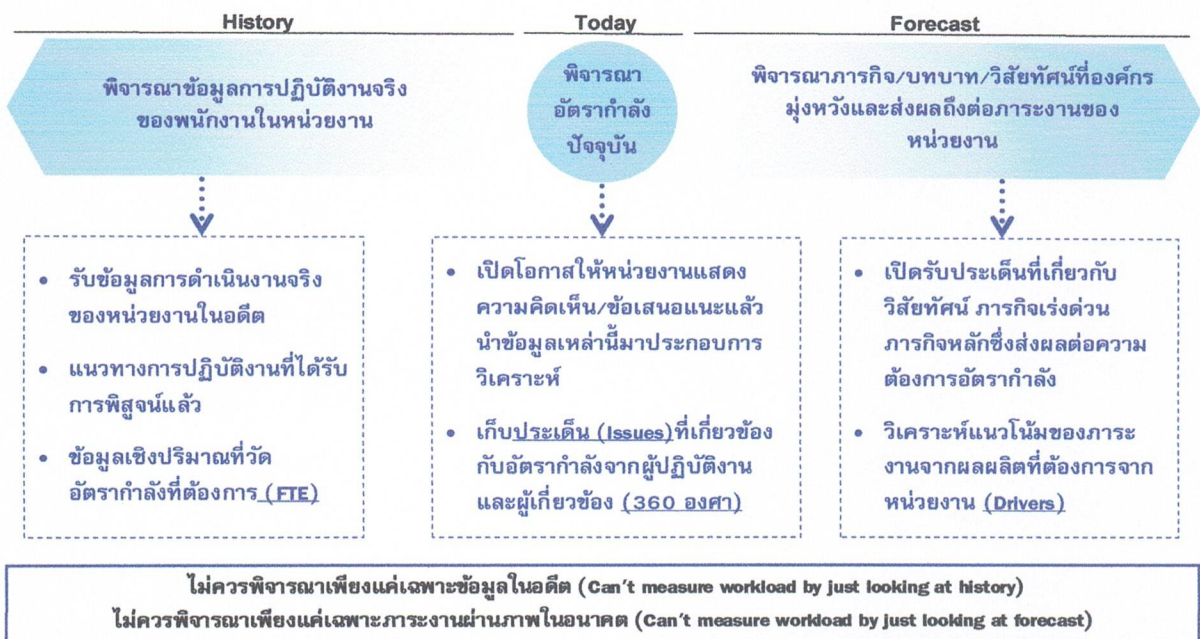 History
Today
Forecast
พิจารณาข้อมูลการปฏิบัติงานจริง
ของพนักงานในหน่วยงาน
พิจารณา
อัตรากำลัง
ปัจจุบัน
พิจารณาภารกิจ/บทบาท/วิสัยทัศน์ที่องค์กร
มุ่งหวังและส่งผลถึงต่อภาระงานของ
หน่วยงาน
• รับข้อมูลการดำเนินงานจริง
ของหน่วยงานในอดีต
• แนวทางการปฏิบัติงานที่ได้รับ
การพิสูจน์แล้ว
• ข้อมูลเชิงปริมาณที่วัด
อัตรากำลังที่ต้องการ (FTE)
• เปิดโอกาสให้หน่วยงานแสดง
ความคิดเห็น/ข้อเสนอแนะแล้ว
นำข้อมูลเหล่านี้มาประกอบการ
วิเคราะห์
• เก็บประเด็น (Issues)ที่เกี่ยวข้อง
กับอัตรากำลังจากผู้ปฏิบัติงาน
และผู้เกี่ยวข้อง (360 องศา)
• เปิดรับประเด็นที่เกี่ยวกับ
วิสัยทัศน์ ภารกิจเร่งด่วน
ภารกิจหลักซึ่งส่งผลต่อความ
ต้องการอัตรากำลัง
• วิเคราะห์แนวโน้มของภาระ
งานจากผลผลิตที่ต้องการจาก
หน่วยงาน (Drivers)
ไม่ควรพิจารณาเพียงแค่เฉพาะข้อมูลในอดีต (Can't measure workload by just looking at history)
ไม่ควรพิจารณาเพียงแค่เฉพาะภาระงานผ่านภาพในอนาคต (Can't measure workload by just looking at forecast)